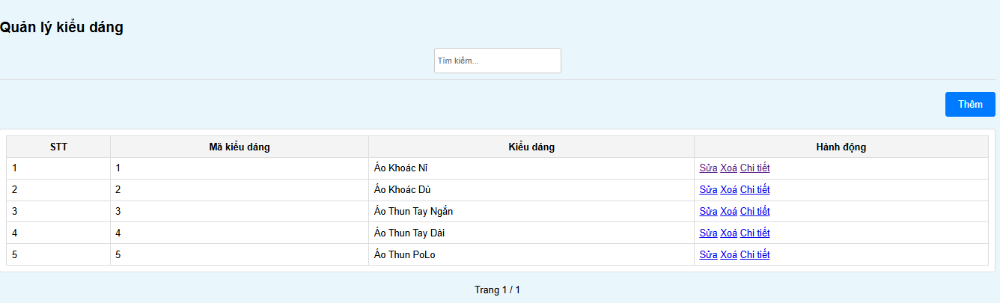 Quản lý kiểu dáng
Tìm kiếm...
Thêm
STT Mã kiểu dáng Kiểu dáng Hành động
1 1 Áo Khoác Nỉ Sửa Xoá Chi tiết
2 2 Áo Khoác Dù Sửa Xoá Chi tiết
3 3 Áo Thun Tay Ngắn Sửa Xoá Chi tiết
4 4 Áo Thun Tay Dài Sửa Xoá Chi tiết
5 5 Áo Thun PoLo Sửa Xoá Chi tiết
Trang 1 / 1